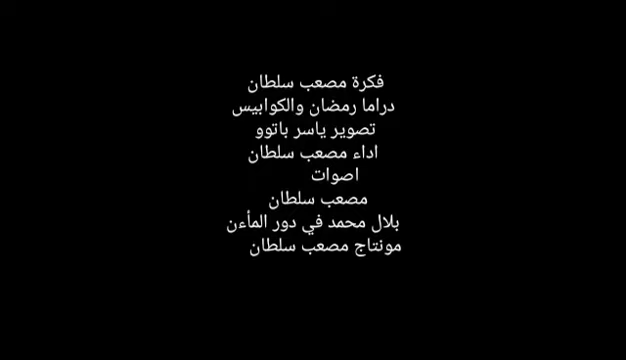 فكرة مصعب سلطان
دراما رمضان والكوابيس
تصوير ياسر باتوو
اداء مصعب سلطان
اصوات
مصعب سلطان
بلال محمد في دور المأءن
مونتاج مصعب سلطان